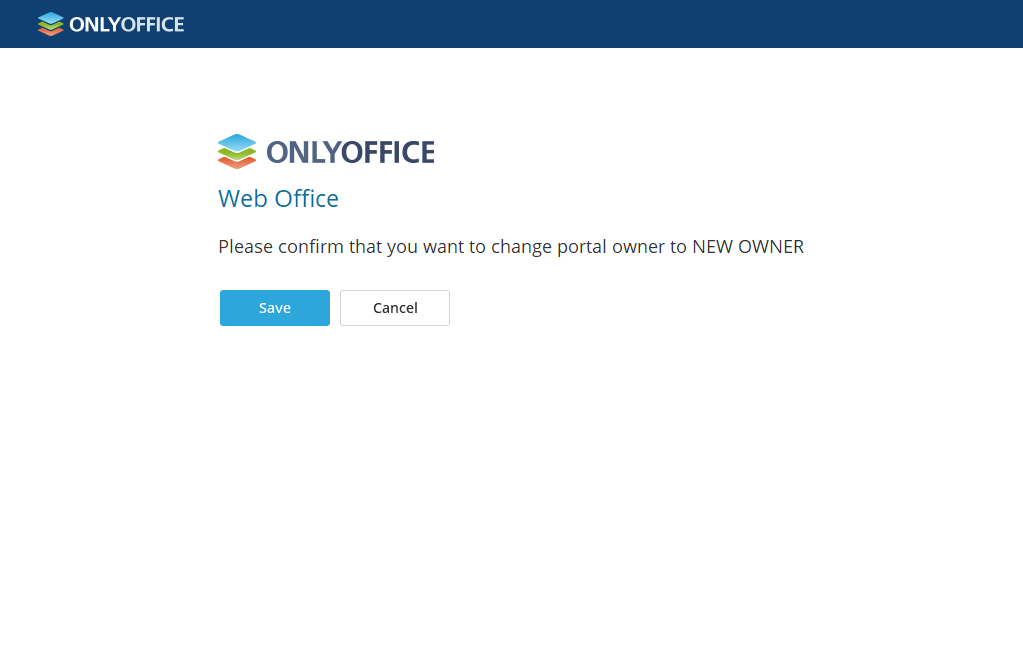 ONLYOFFICE
ONLYOFFICE
Web Office
Please confirm that you want to change portal owner to NEW OWNER
Save Cancel